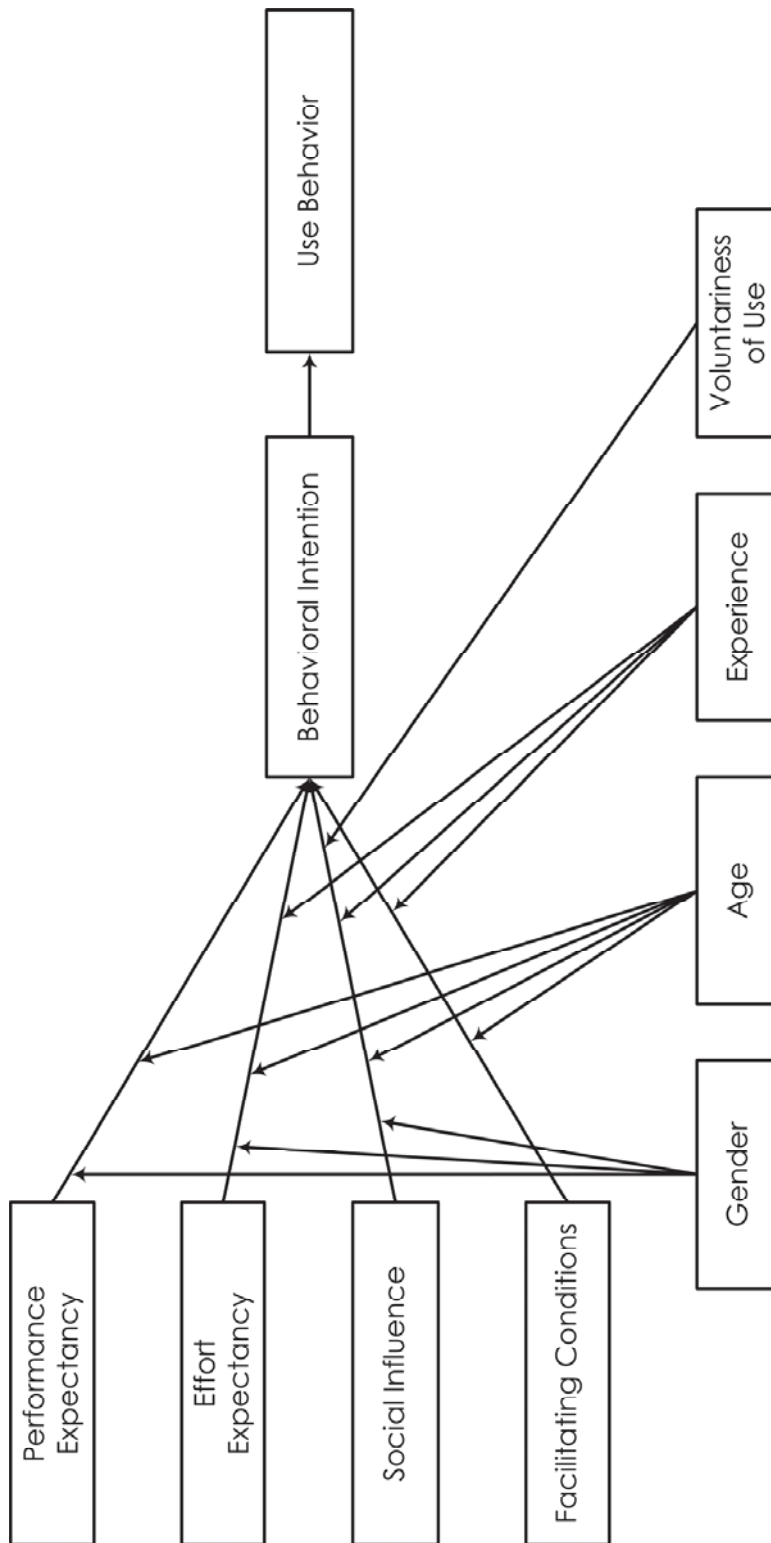 Performance
Expectancy
Effort
Expectancy
Social Influence
Facilitating Conditions
Behavioral Intention
Use Behavior
Gender
Age
Experience
Voluntariness
of Use